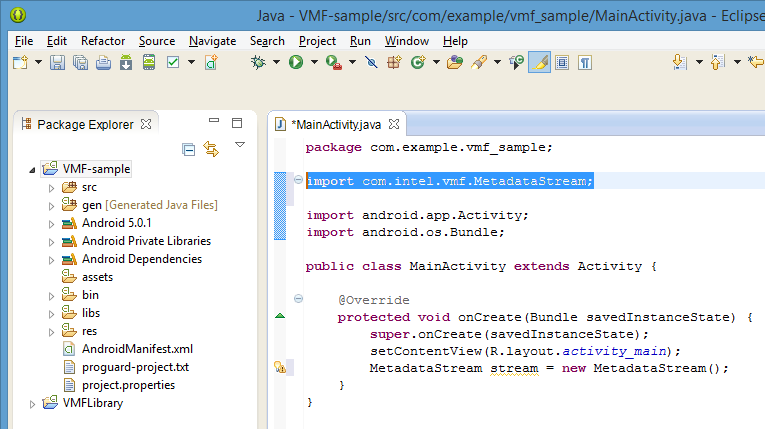 Java - VMF-sample/src/com/example/vmf_sample/MainActivity.java - Eclipse
File Edit Refactor Source Navigate Search Project Run Window Help
Package Explorer
VMF-sample
src
gen [Generated Java Files]
Android 5.0.1
Android Private Libraries
Android Dependencies
assets
bin
libs
res
AndroidManifest.xml
proguard-project.txt
project.properties
VMFLibrary
*MainActivity.java
package com.example.vmf_sample;
import com.intel.vmf.MetadataStream;
import android.app.Activity;
import android.os.Bundle;
public class MainActivity extends Activity {
@Override
protected void onCreate(Bundle savedInstanceState) {
super.onCreate(savedInstanceState);
setContentView(R.layout.activity_main);
MetadataStream stream = new MetadataStream();
}
}